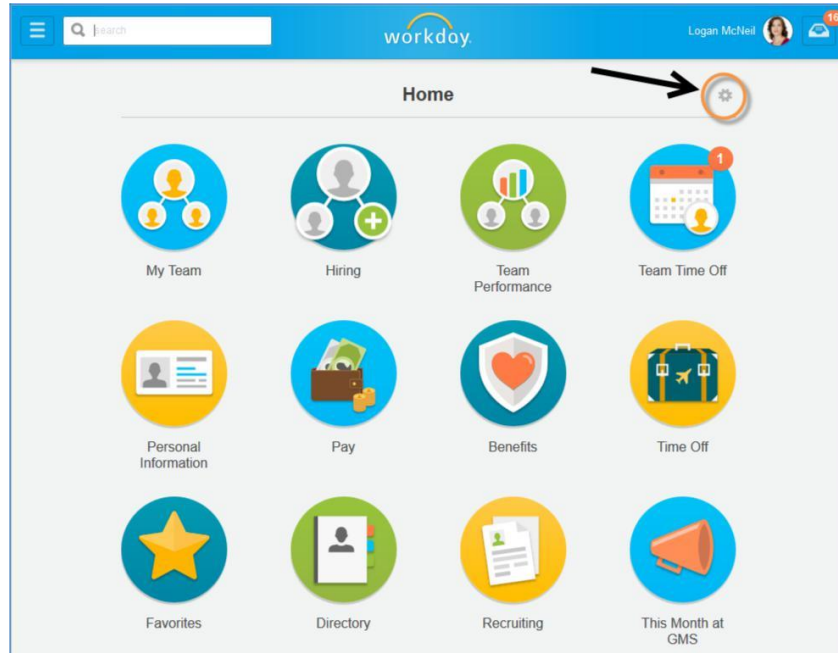 search
workday.
Logan McNeil
16
Home
1
My Team
Hiring
Team
Performance
Team Time Off
Personal
Information
Pay
Benefits
Time Off
Favorites
Directory
Recruiting
This Month at
GMS